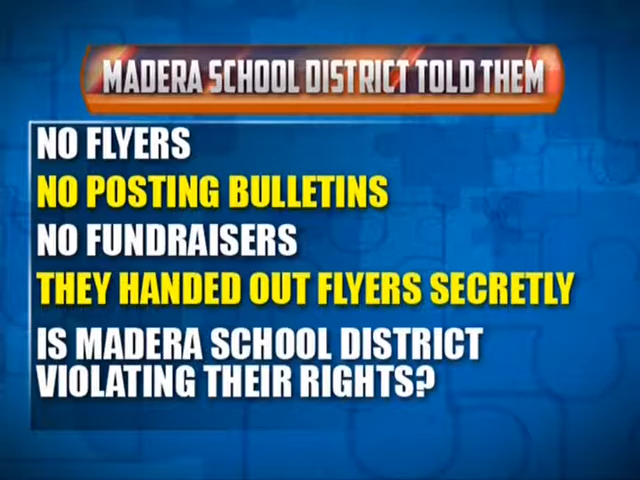 MADERA SCHOOL DISTRICT TOLD THEM
NO FLYERS
NO POSTING BULLETINS
NO FUNDRAISERS
THEY HANDED OUT FLYERS SECRETLY
IS MADERA SCHOOL DISTRICT
VIOLATING THEIR RIGHTS?